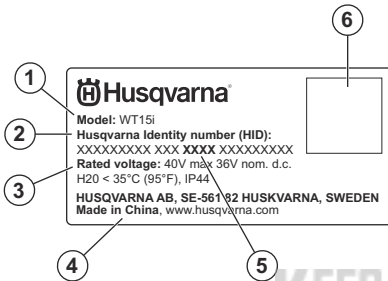 6
1
Husqvarna
Model: WT15i
2
Husqvarna Identity number (HID):
XXXXXXXXX XXX XXXX XXXXXXXXX
Rated voltage: 40V max 36V nom. d.c.
3
H20 < 35°C (95°F), IP44
HUSQVARNA AB, SE-561 82 HUSKVARNA, SWEDEN
Made in China, www.husqvarna.com
4
5